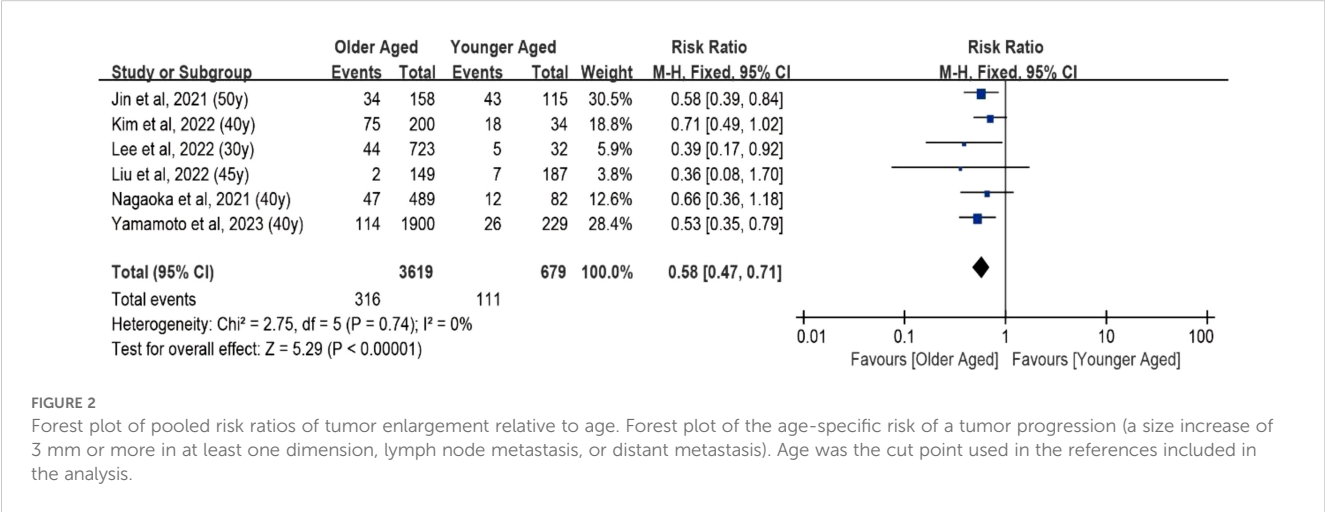 Older Aged Younger Aged Risk Ratio Risk Ratio
Study or Subgroup Events Total Events Total Weight M-H, Fixed, 95% CI M-H, Fixed, 95% CI
Jin et al, 2021 (50y) 34 158 43 115 30.5% 0.58 [0.39, 0.84]
Kim et al, 2022 (40y) 75 200 18 34 18.8% 0.71 [0.49, 1.02]
Lee et al, 2022 (30y) 44 723 5 32 5.9% 0.39 [0.17, 0.92]
Liu et al, 2022 (45y) 2 149 7 187 3.8% 0.36 [0.08, 1.70]
Nagaoka et al, 2021 (40y) 47 489 12 82 12.6% 0.66 [0.36, 1.18]
Yamamoto et al, 2023 (40y) 114 1900 26 229 28.4% 0.53 [0.35, 0.79]
Total (95% CI) 3619 679 100.0% 0.58 [0.47, 0.71]
Total events 316 111
Heterogeneity: Chi² = 2.75, df = 5 (P = 0.74); I² = 0%
Test for overall effect: Z = 5.29 (P < 0.00001)
0.01 0.1 1 10 100
Favours [Older Aged] Favours [Younger Aged]
FIGURE 2
Forest plot of pooled risk ratios of tumor enlargement relative to age. Forest plot of the age-specific risk of a tumor progression (a size increase of
3 mm or more in at least one dimension, lymph node metastasis, or distant metastasis). Age was the cut point used in the references included in
the analysis.